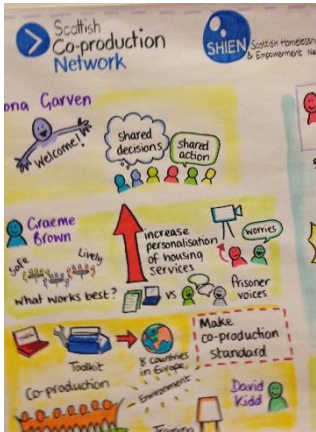 Scottish
Co-production
Network
SHIEN
Scottish Homelessness
& Empowerment
ona Garven
Welcome!
shared
decisions
shared
action
Graeme
Brown
Safe
Lively
What works best?
increase
personalisation
of housing
services
worries
vs
Prisoner
voices
Toolkit
8 countries
in Europe
Make
co-production
standard
Co-production
Environment
David
Kidd
Training